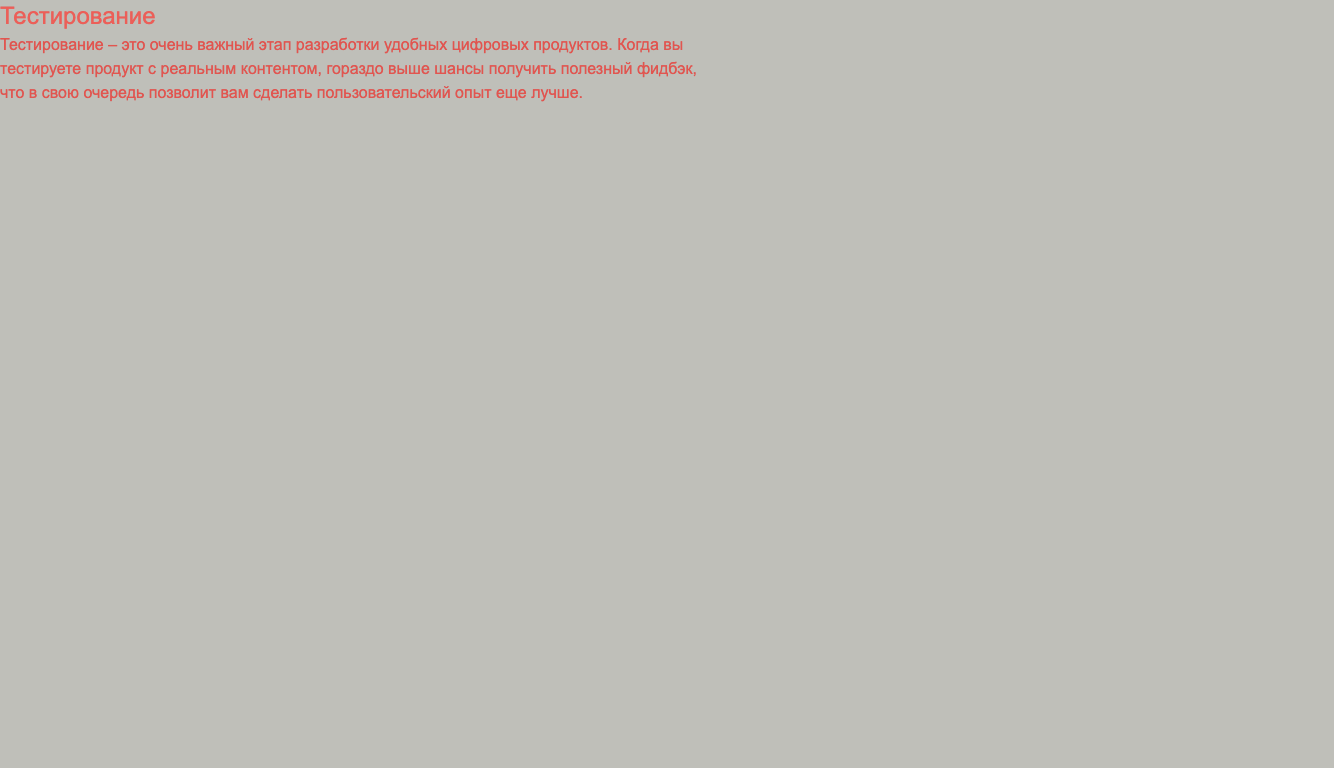 Тестирование
Тестирование – это очень важный этап разработки удобных цифровых продуктов. Когда вы
тестируете продукт с реальным контентом, гораздо выше шансы получить полезный фидбэк,
что в свою очередь позволит вам сделать пользовательский опыт еще лучше.